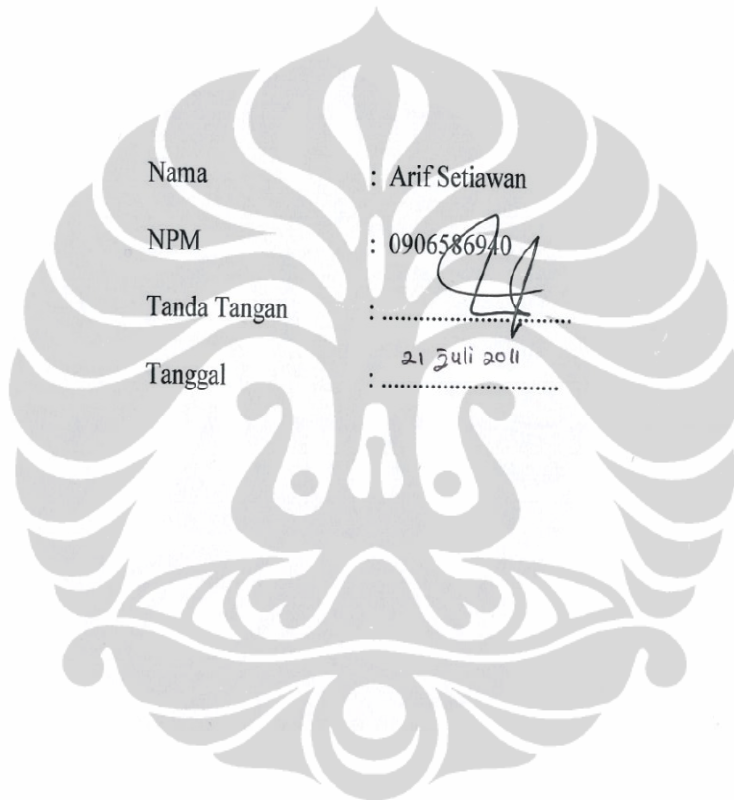 Nama : Arif Setiawan
NPM : 0906586940
Tanda Tangan : ..............................
Tanggal : 21 Juli 2011